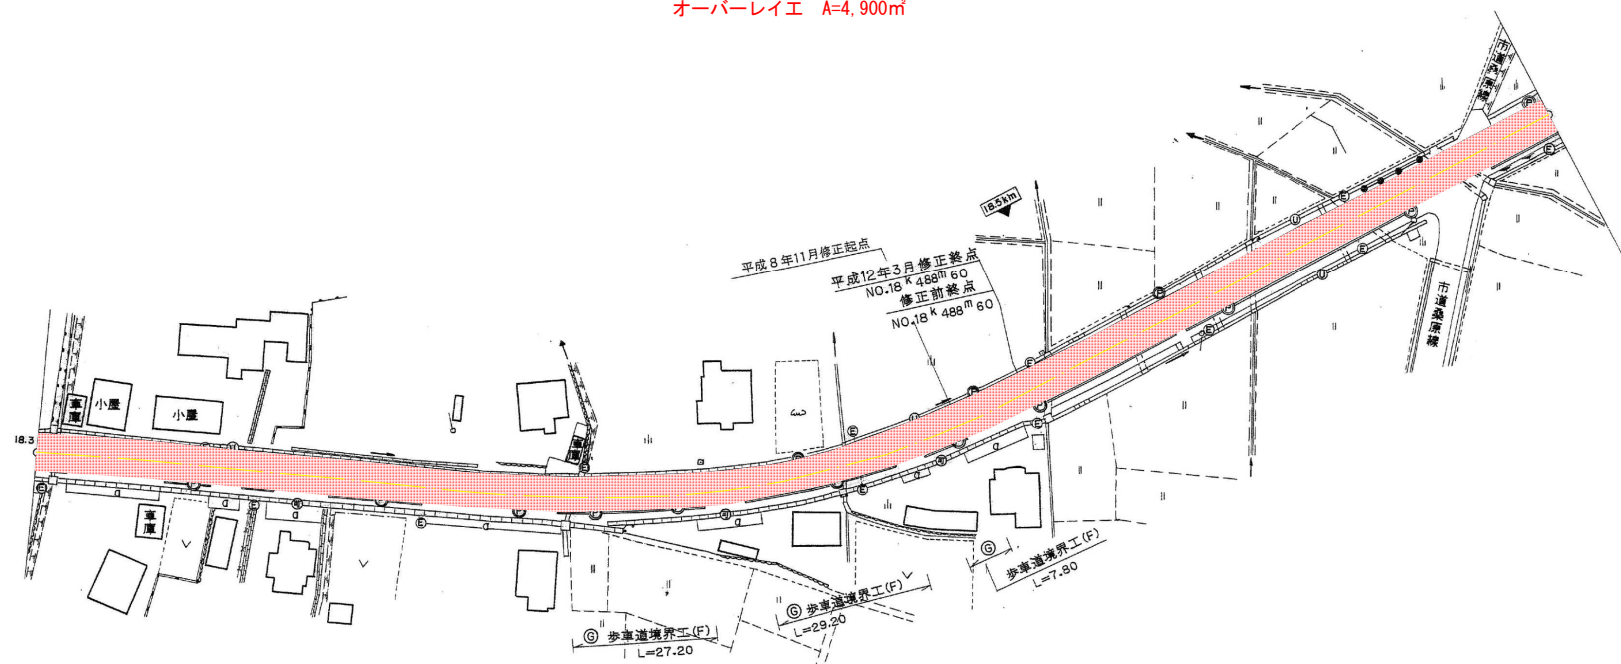 オーバーレイエ A=4,900㎡
市道桑原線
18.5km
平成8年11月修正起点
平成12年3月修正終点
NO.18K 488m 60
修正前終点
NO.18K 488m 60
市道桑原線
車庫
小屋
小屋
車庫
18.3
車庫
Ⓖ
歩車道境界工(F)
L=7.80
Ⓖ 歩車道境界工(F)
L=29.20
Ⓖ 歩車道境界工(F)
L=27.20